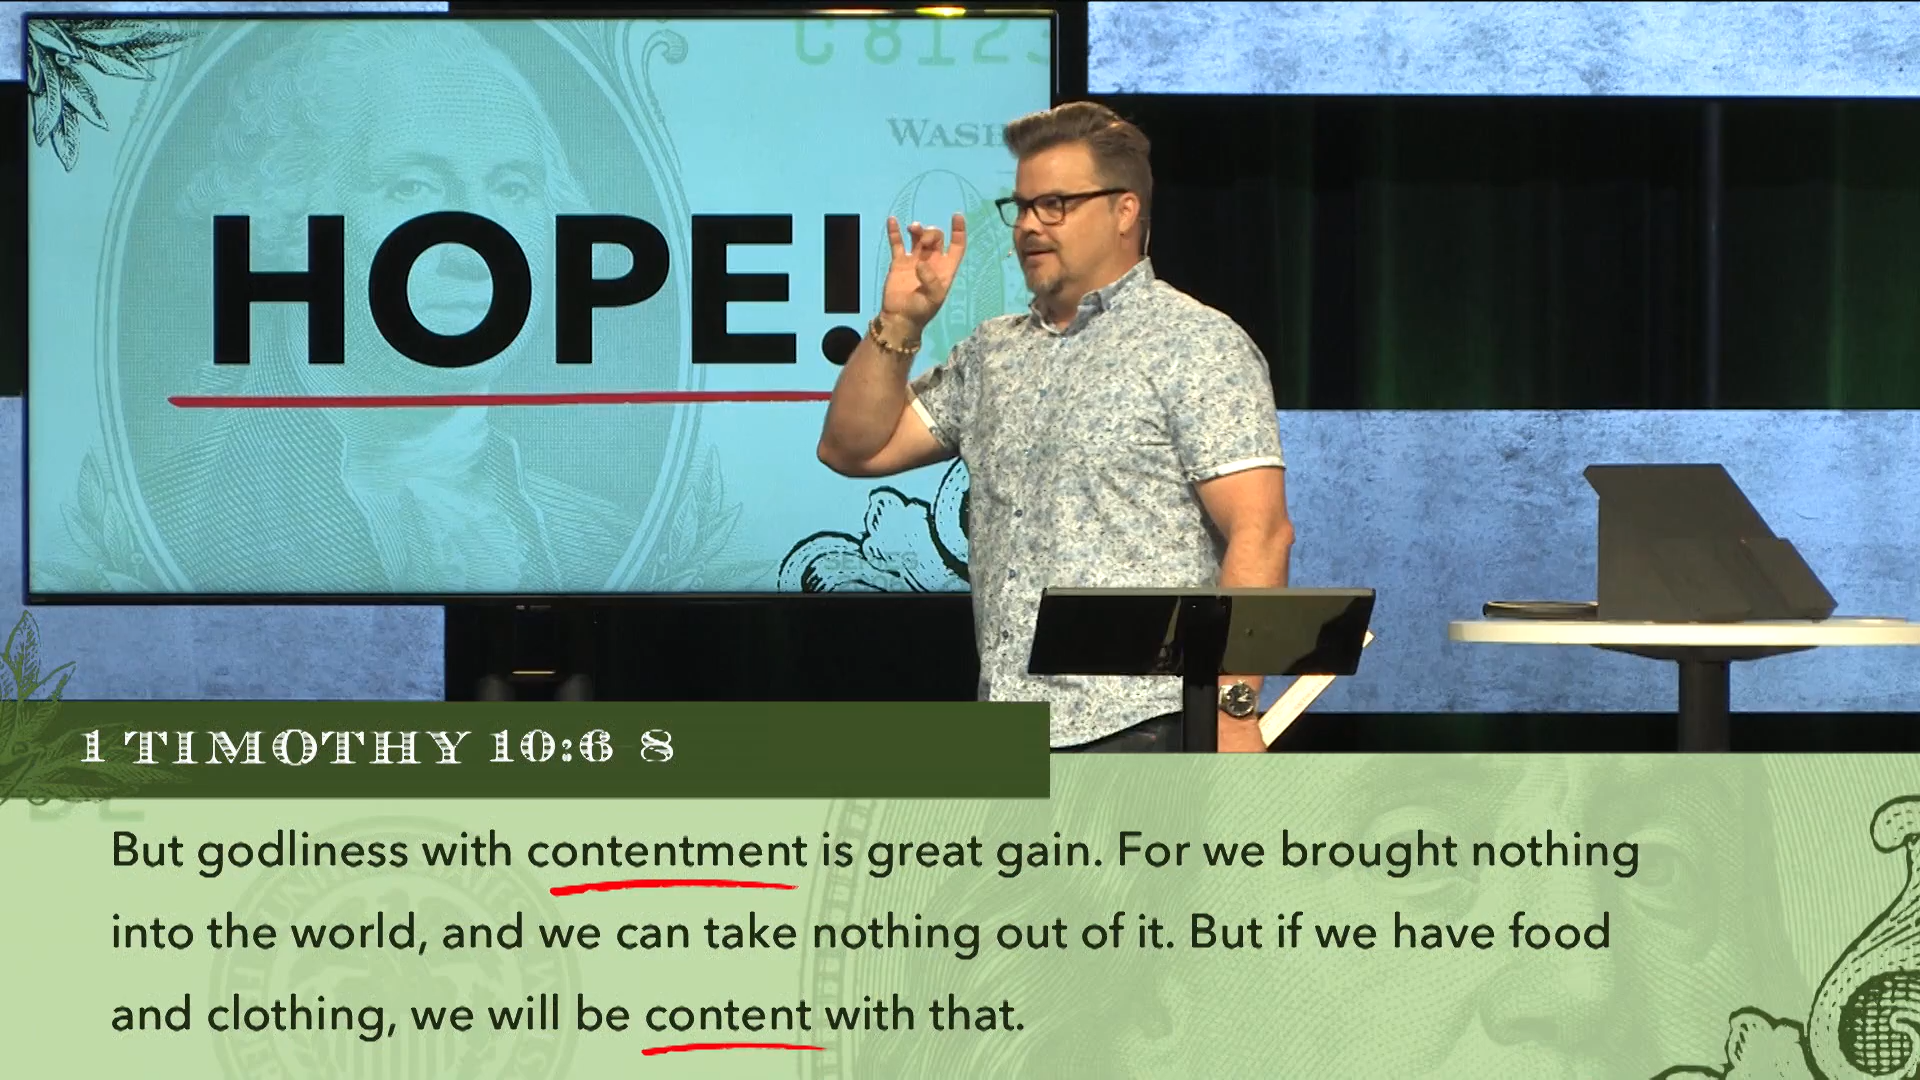 C 8123
WASH
HOPE!
1 TIMOTHY 10:6 8
But godliness with contentment is great gain. For we brought nothing
into the world, and we can take nothing out of it. But if we have food
and clothing, we will be content with that.